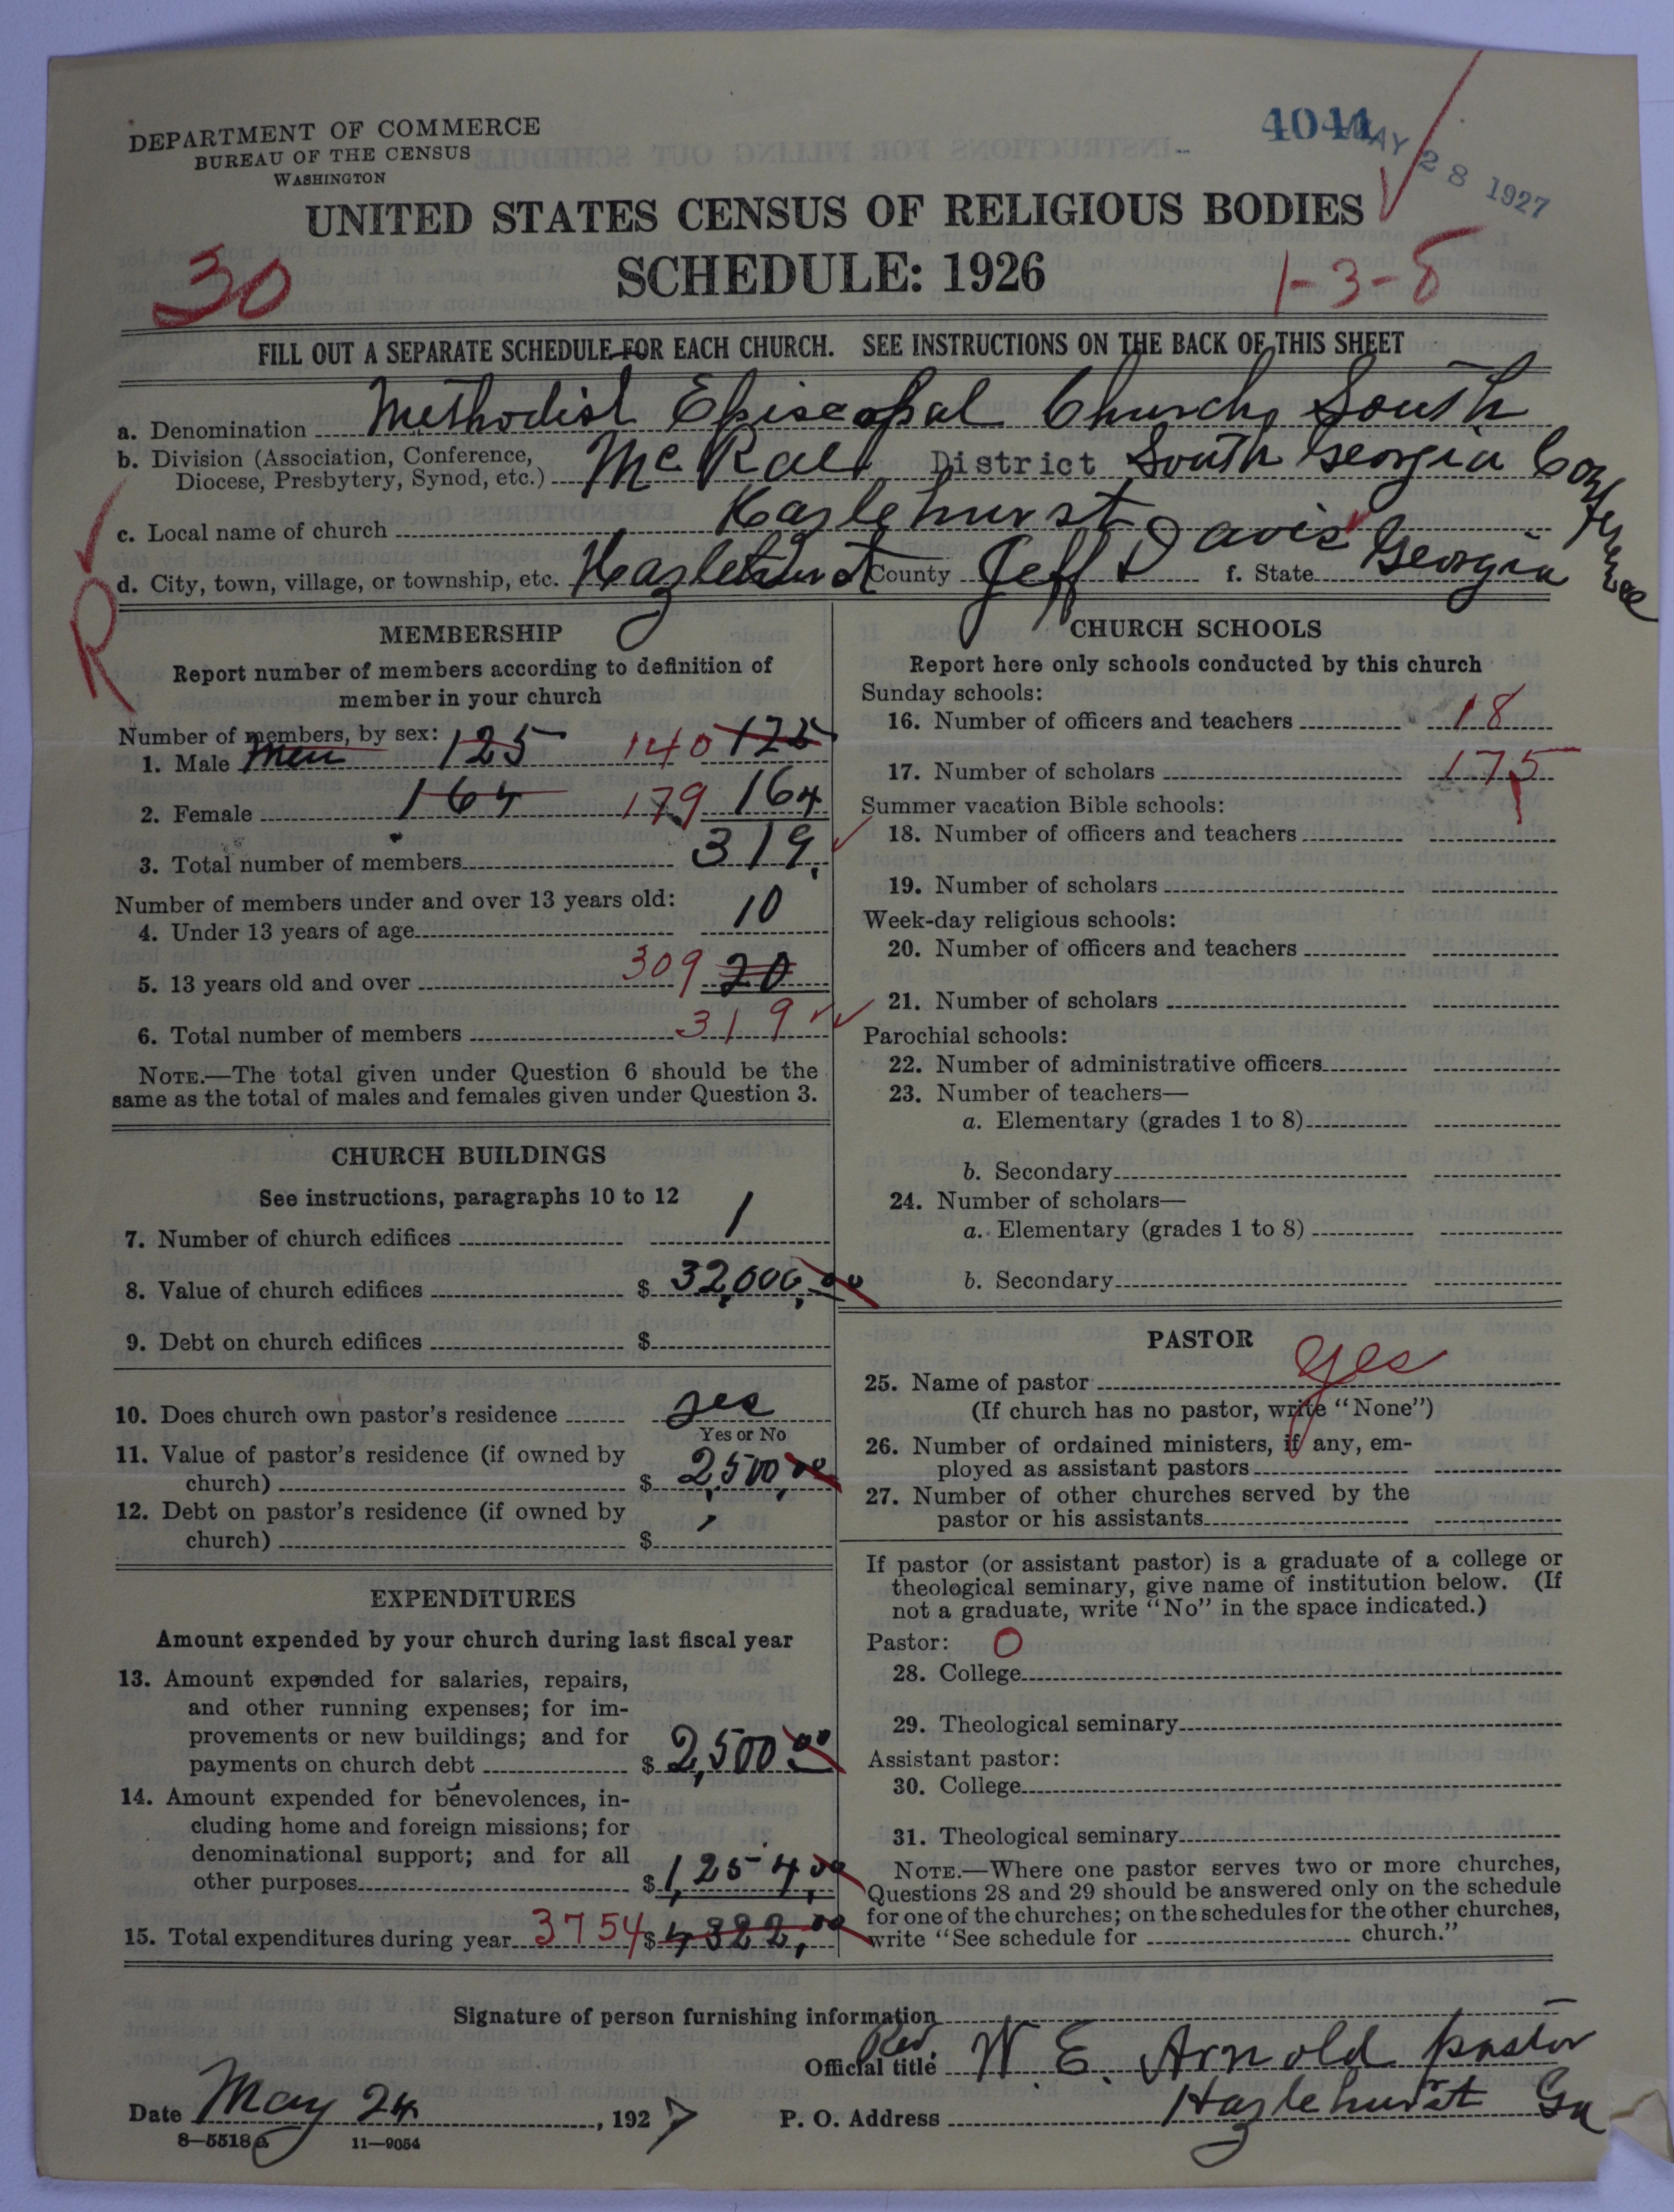 DEPARTMENT OF COMMERCE
BUREAU OF THE CENSUS
WASHINGTON
4041
MAY 28 1927
UNITED STATES CENSUS OF RELIGIOUS BODIES
SCHEDULE: 1926
30
1-3-8
FILL OUT A SEPARATE SCHEDULE FOR EACH CHURCH. SEE INSTRUCTIONS ON THE BACK OF THIS SHEET
a. Denomination Methodist Episcopal Church, South
b. Division (Association, Conference, Diocese, Presbytery, Synod, etc.) McRae District South Georgia Conference
c. Local name of church Hazlehurst
d. City, town, village, or township, etc. Hazlehurst County Jeff Davis f. State Georgia
R
MEMBERSHIP
Report number of members according to definition of
member in your church
Number of members, by sex:
1. Male Men 125 140 125
2. Female 164 179 164
3. Total number of members 319
Number of members under and over 13 years old:
4. Under 13 years of age 10
5. 13 years old and over 309 20
6. Total number of members 319
NOTE.—The total given under Question 6 should be the
same as the total of males and females given under Question 3.
CHURCH BUILDINGS
See instructions, paragraphs 10 to 12
7. Number of church edifices 1
8. Value of church edifices $ 32,000,00
9. Debt on church edifices $
10. Does church own pastor's residence yes
Yes or No
11. Value of pastor's residence (if owned by
church) $ 2,500,00
12. Debt on pastor's residence (if owned by
church) $
EXPENDITURES
Amount expended by your church during last fiscal year
13. Amount expended for salaries, repairs,
and other running expenses; for im-
provements or new buildings; and for
payments on church debt $ 2,500 00
14. Amount expended for benevolences, in-
cluding home and foreign missions; for
denominational support; and for all
other purposes $ 1,254,00
15. Total expenditures during year 3754 $ 4322,00
CHURCH SCHOOLS
Report here only schools conducted by this church
Sunday schools:
16. Number of officers and teachers 18
17. Number of scholars 175
Summer vacation Bible schools:
18. Number of officers and teachers
19. Number of scholars
Week-day religious schools:
20. Number of officers and teachers
21. Number of scholars
Parochial schools:
22. Number of administrative officers
23. Number of teachers—
a. Elementary (grades 1 to 8)
b. Secondary
24. Number of scholars—
a. Elementary (grades 1 to 8)
b. Secondary
PASTOR
25. Name of pastor yes
(If church has no pastor, write "None")
26. Number of ordained ministers, if any, em-
ployed as assistant pastors
27. Number of other churches served by the
pastor or his assistants
If pastor (or assistant pastor) is a graduate of a college or
theological seminary, give name of institution below. (If
not a graduate, write "No" in the space indicated.)
Pastor: O
28. College
29. Theological seminary
Assistant pastor:
30. College
31. Theological seminary
NOTE.—Where one pastor serves two or more churches,
Questions 28 and 29 should be answered only on the schedule
for one of the churches; on the schedules for the other churches,
write "See schedule for church."
Signature of person furnishing information
Official title Rev. W. E. Arnold pastor
Date May 24, 1927 P. O. Address Hazlehurst Ga
8—5518a 11—9054